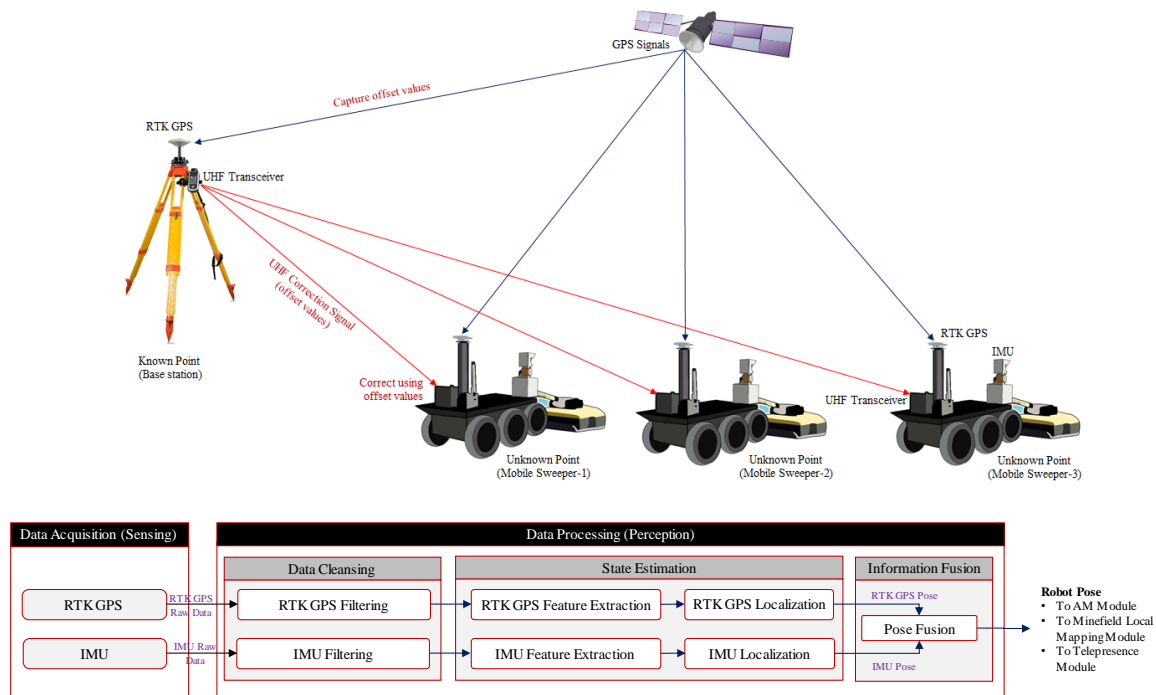 GPS Signals
Capture offset values
RTK GPS
UHF Transceiver
UHF Correction Signal
(offset values)
Known Point
(Base station)
Correct using
offset values
RTK GPS
IMU
UHF Transceiver
Unknown Point
(Mobile Sweeper-1)
Unknown Point
(Mobile Sweeper-2)
Unknown Point
(Mobile Sweeper-3)
Data Acquisition (Sensing)
Data Processing (Perception)
Data Cleansing
State Estimation
Information Fusion
RTK GPS
RTK GPS
Raw Data
RTK GPS Filtering
RTK GPS Feature Extraction
RTK GPS Localization
RTK GPS Pose
IMU
IMU Raw
Data
IMU Filtering
IMU Feature Extraction
IMU Localization
Pose Fusion
IMU Pose
Robot Pose
• To AM Module
• To Minefield Local
Mapping Module
• To Telepresence
Module